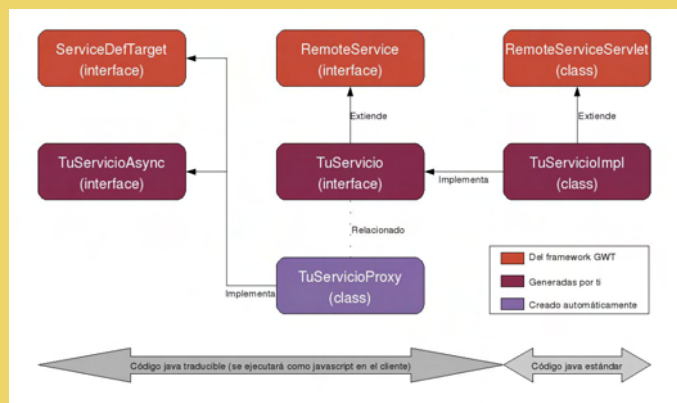 ServiceDefTarget
(interface)
RemoteService
(interface)
RemoteServiceServlet
(class)
Extiende
Extiende
TuServicioAsync
(interface)
TuServicio
(interface)
TuServicioImpl
(class)
Implementa
Relacionado
TuServicioProxy
(class)
Implementa
Del framework GWT
Generadas por ti
Creado automáticamente
Código java traducible (se ejecutará como javascript en el cliente)
Código java estándar